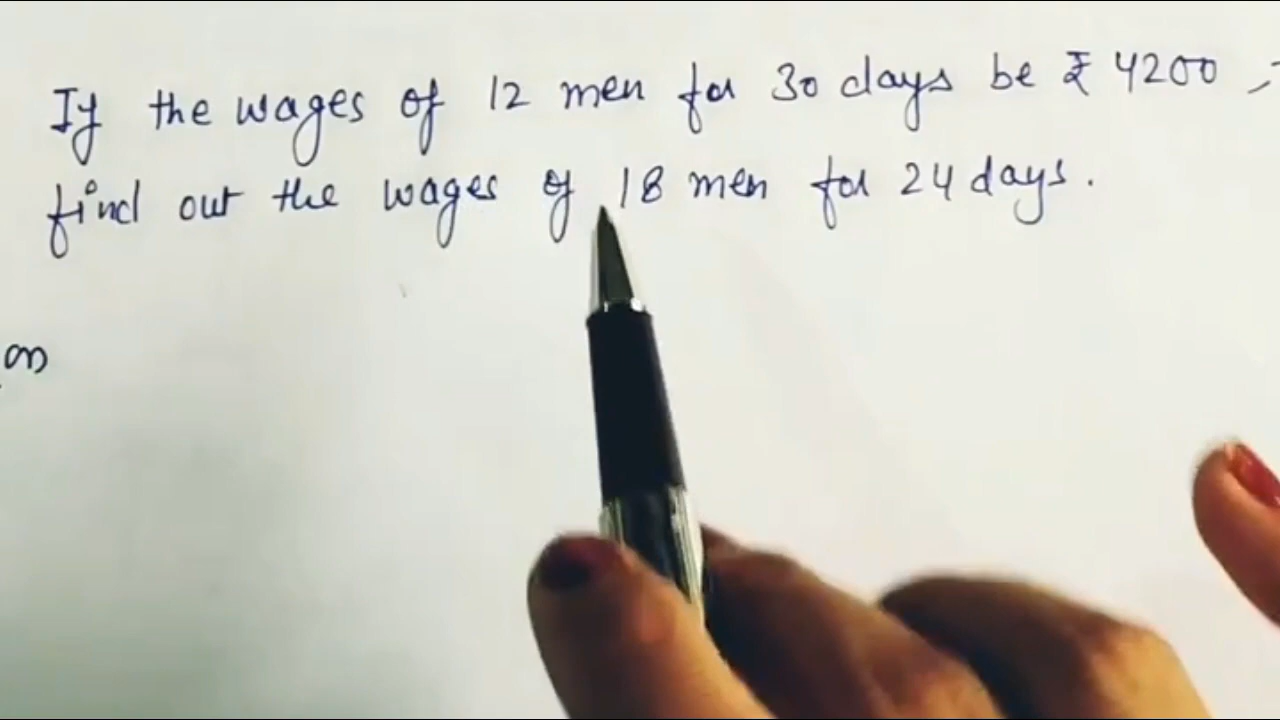 If the wages of 12 men for 30 days be ₹ 4200 ,
find out the wages of 18 men for 24 days.